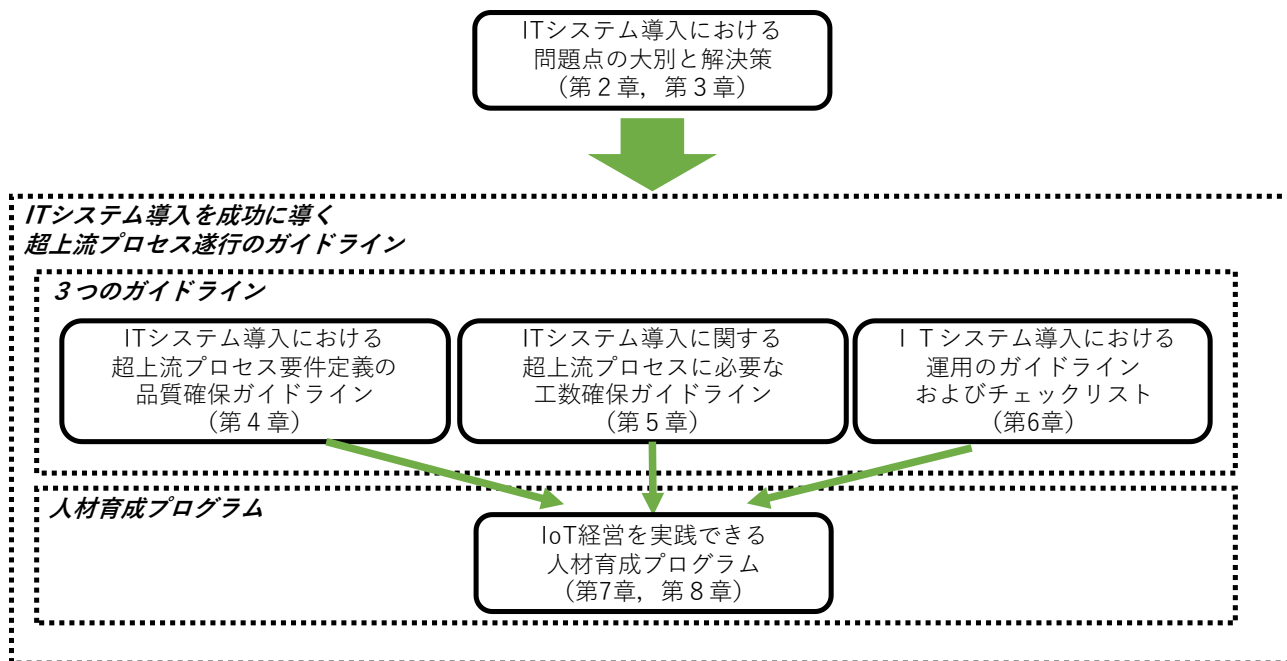 ITシステム導入における
問題点の大別と解決策
（第２章，第３章）
ITシステム導入を成功に導く
超上流プロセス遂行のガイドライン
３つのガイドライン
ITシステム導入における
超上流プロセス要件定義の
品質確保ガイドライン
（第４章）
ITシステム導入に関する
超上流プロセスに必要な
工数確保ガイドライン
（第５章）
ＩＴシステム導入における
運用のガイドライン
およびチェックリスト
（第6章）
人材育成プログラム
IoT経営を実践できる
人材育成プログラム
（第7章，第８章）